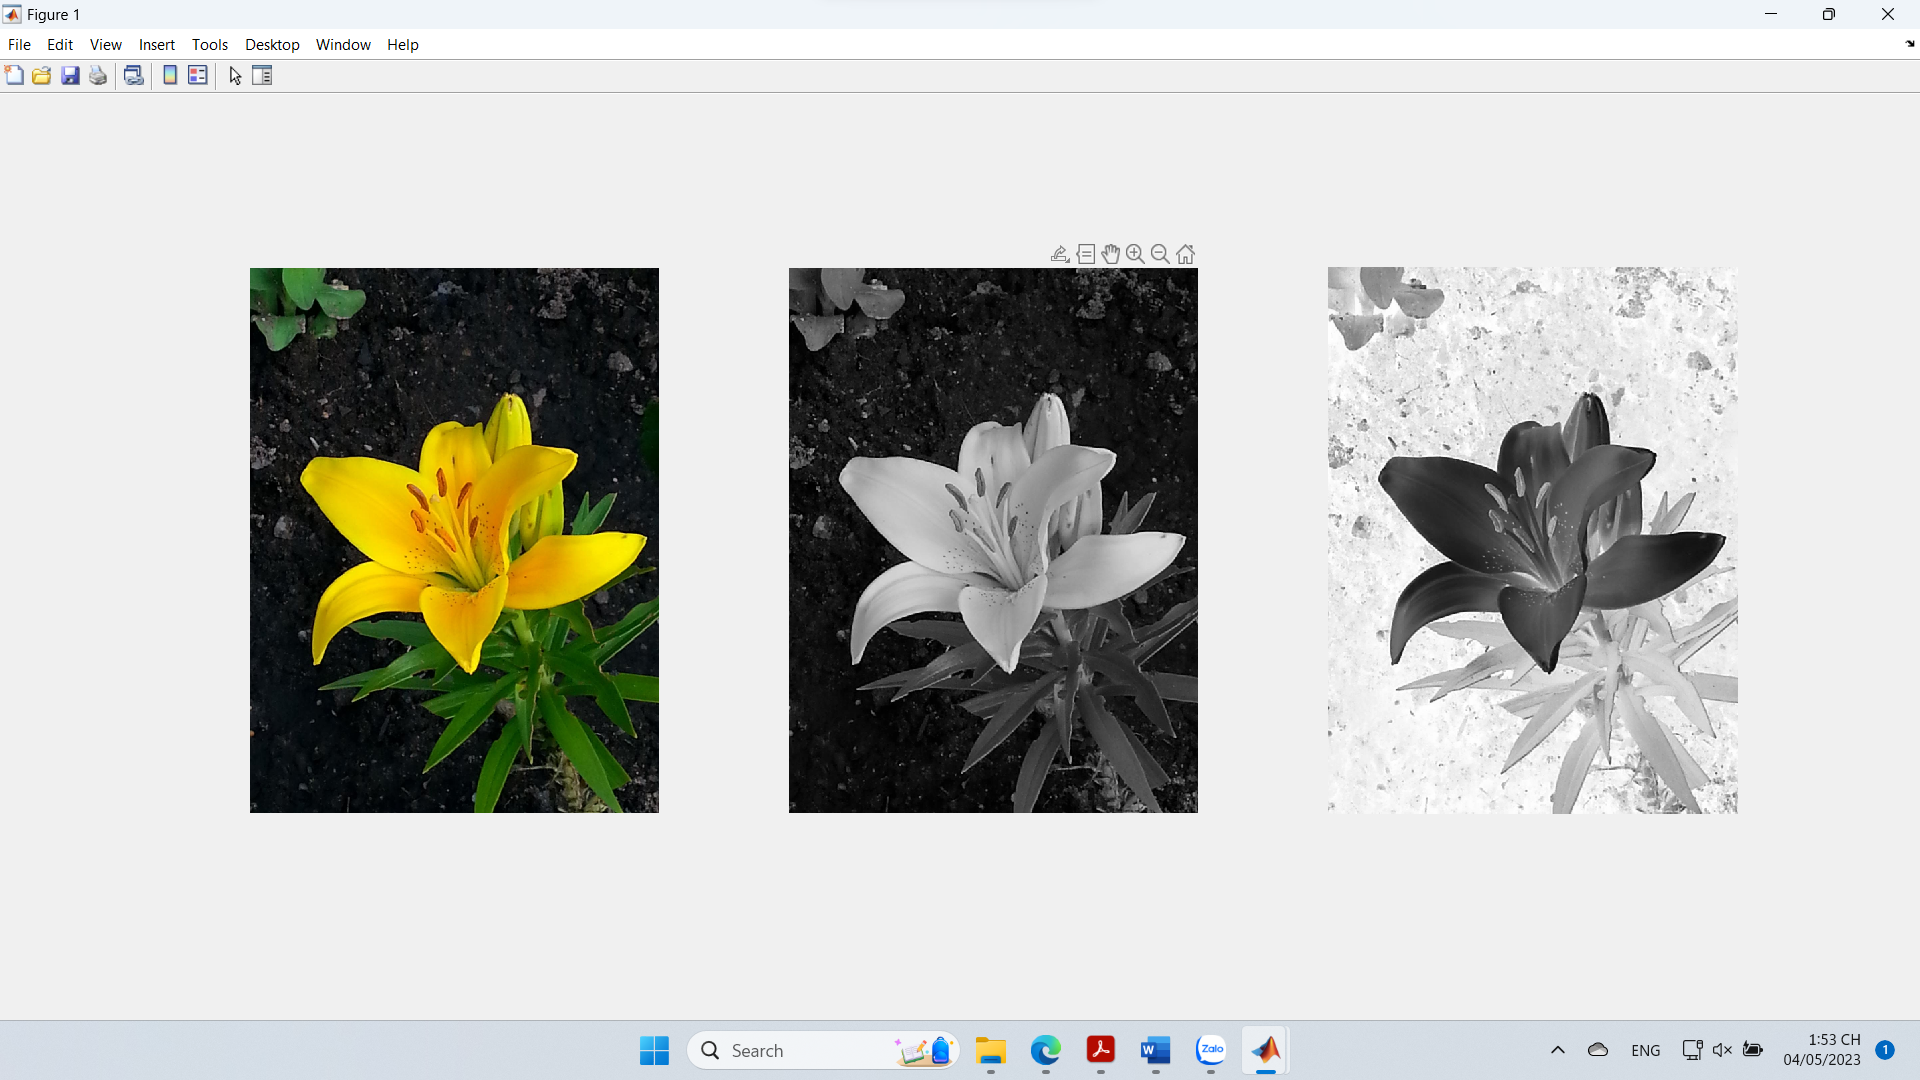 Figure 1
File Edit View Insert Tools Desktop Window Help
Search
W
Zalo
ENG
1:53 CH
04/05/2023
1